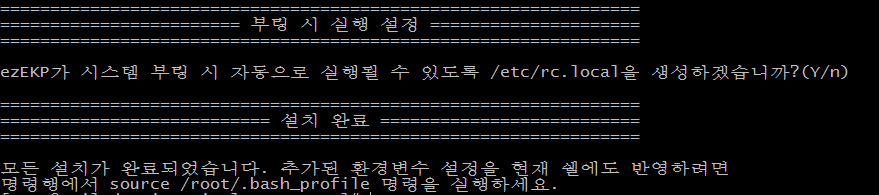 ================================================================
======================== 부팅 시 실행 설정 =====================
================================================================
ezEKP가 시스템 부팅 시 자동으로 실행될 수 있도록 /etc/rc.local을 생성하겠습니까?(Y/n)
================================================================
=========================== 설치 완료 ==========================
================================================================
모든 설치가 완료되었습니다. 추가된 환경변수 설정을 현재 쉘에도 반영하려면
명령행에서 source /root/.bash_profile 명령을 실행하세요.